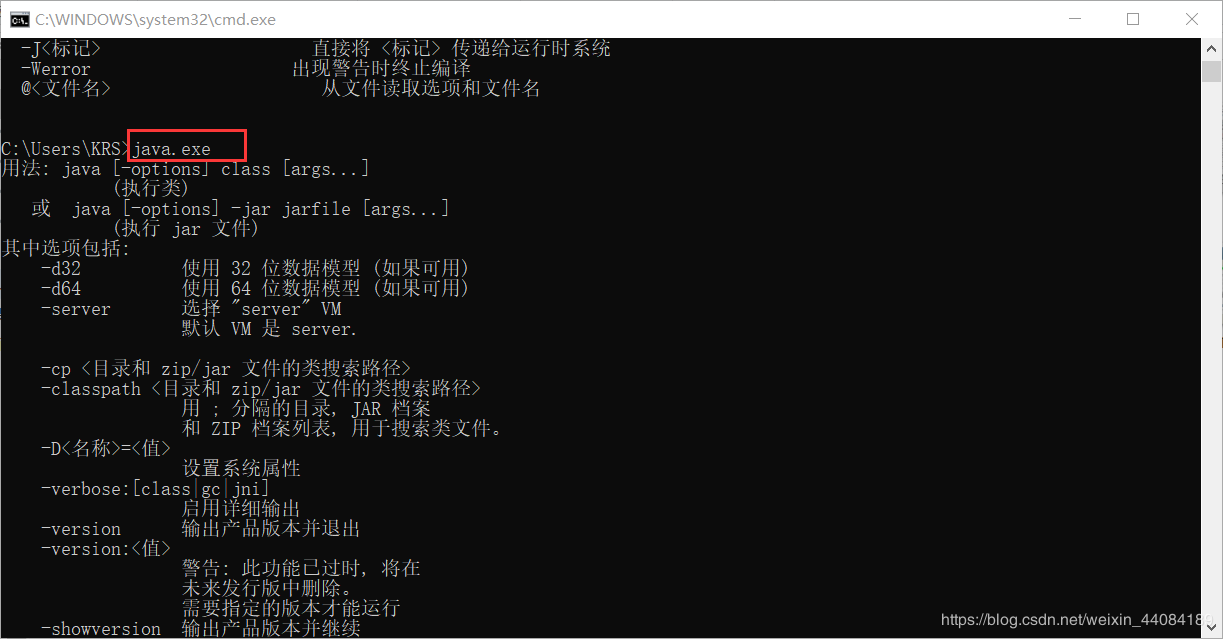 C:\WINDOWS\system32\cmd.exe
-J<标记> 直接将 <标记> 传递给运行时系统
-Werror 出现警告时终止编译
@<文件名> 从文件读取选项和文件名
C:\Users\KRS>java.exe
用法: java [-options] class [args...]
(执行类)
或 java [-options] -jar jarfile [args...]
(执行 jar 文件)
其中选项包括:
-d32 使用 32 位数据模型 (如果可用)
-d64 使用 64 位数据模型 (如果可用)
-server 选择 "server" VM
默认 VM 是 server.
-cp <目录和 zip/jar 文件的类搜索路径>
-classpath <目录和 zip/jar 文件的类搜索路径>
用 ; 分隔的目录, JAR 档案
和 ZIP 档案列表, 用于搜索类文件。
-D<名称>=<值>
设置系统属性
-verbose:[class|gc|jni]
启用详细输出
-version 输出产品版本并退出
-version:<值>
警告: 此功能已过时, 将在
未来发行版中删除。
需要指定的版本才能运行
-showversion 输出产品版本并继续
https://blog.csdn.net/weixin_44084189